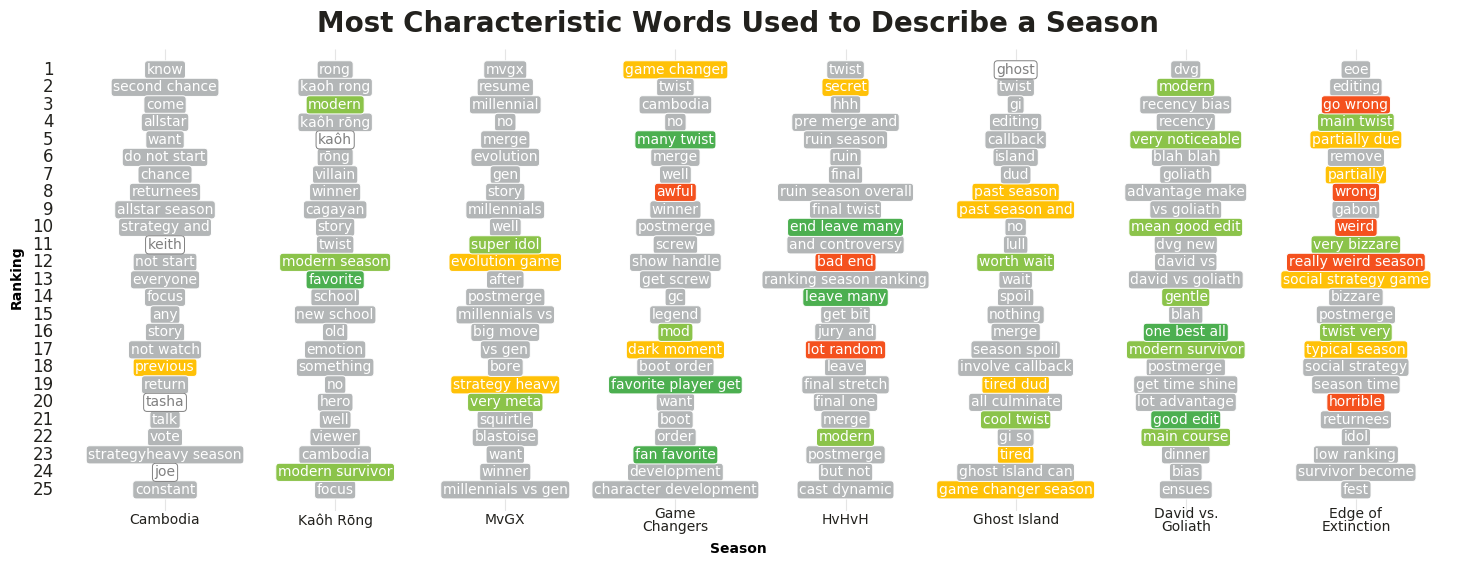 Most Characteristic Words Used to Describe a Season
1 know rong mvgx game changer twist ghost dvg eoe
2 second chance kaoh rong resume twist secret twist modern editing
3 come modern millennial cambodia hhh gi recency bias go wrong
4 allstar kaôh rōng no no pre merge and editing recency main twist
5 want kaôh merge many twist ruin season callback very noticeable partially due
6 do not start rōng evolution merge ruin island blah blah remove
7 chance villain gen well final dud goliath partially
8 returnees winner story awful ruin season overall past season advantage make wrong
9 allstar season cagayan millennials winner final twist past season and vs goliath gabon
10 strategy and story well postmerge end leave many no mean good edit weird
11 keith twist super idol screw and controversy lull dvg new very bizzare
12 not start modern season evolution game show handle bad end worth wait david vs really weird season
13 everyone favorite after get screw ranking season ranking wait david vs goliath social strategy game
14 focus school postmerge gc leave many spoil gentle bizzare
15 any new school millennials vs legend get bit nothing blah postmerge
16 story old big move mod jury and merge one best all twist very
17 not watch emotion vs gen dark moment lot random season spoil modern survivor typical season
18 previous something bore boot order leave involve callback postmerge social strategy
19 return no strategy heavy favorite player get final stretch tired dud get time shine season time
20 tasha hero very meta want final one all culminate lot advantage horrible
21 talk well squirtle boot merge cool twist good edit returnees
22 vote viewer blastoise order modern gi so main course idol
23 strategyheavy season cambodia want fan favorite postmerge tired dinner low ranking
24 joe modern survivor winner development but not ghost island can bias survivor become
25 constant focus millennials vs gen character development cast dynamic game changer season ensues fest
Ranking
Cambodia Kaôh Rōng MvGX Game Changers HvHvH Ghost Island David vs. Goliath Edge of Extinction
Season